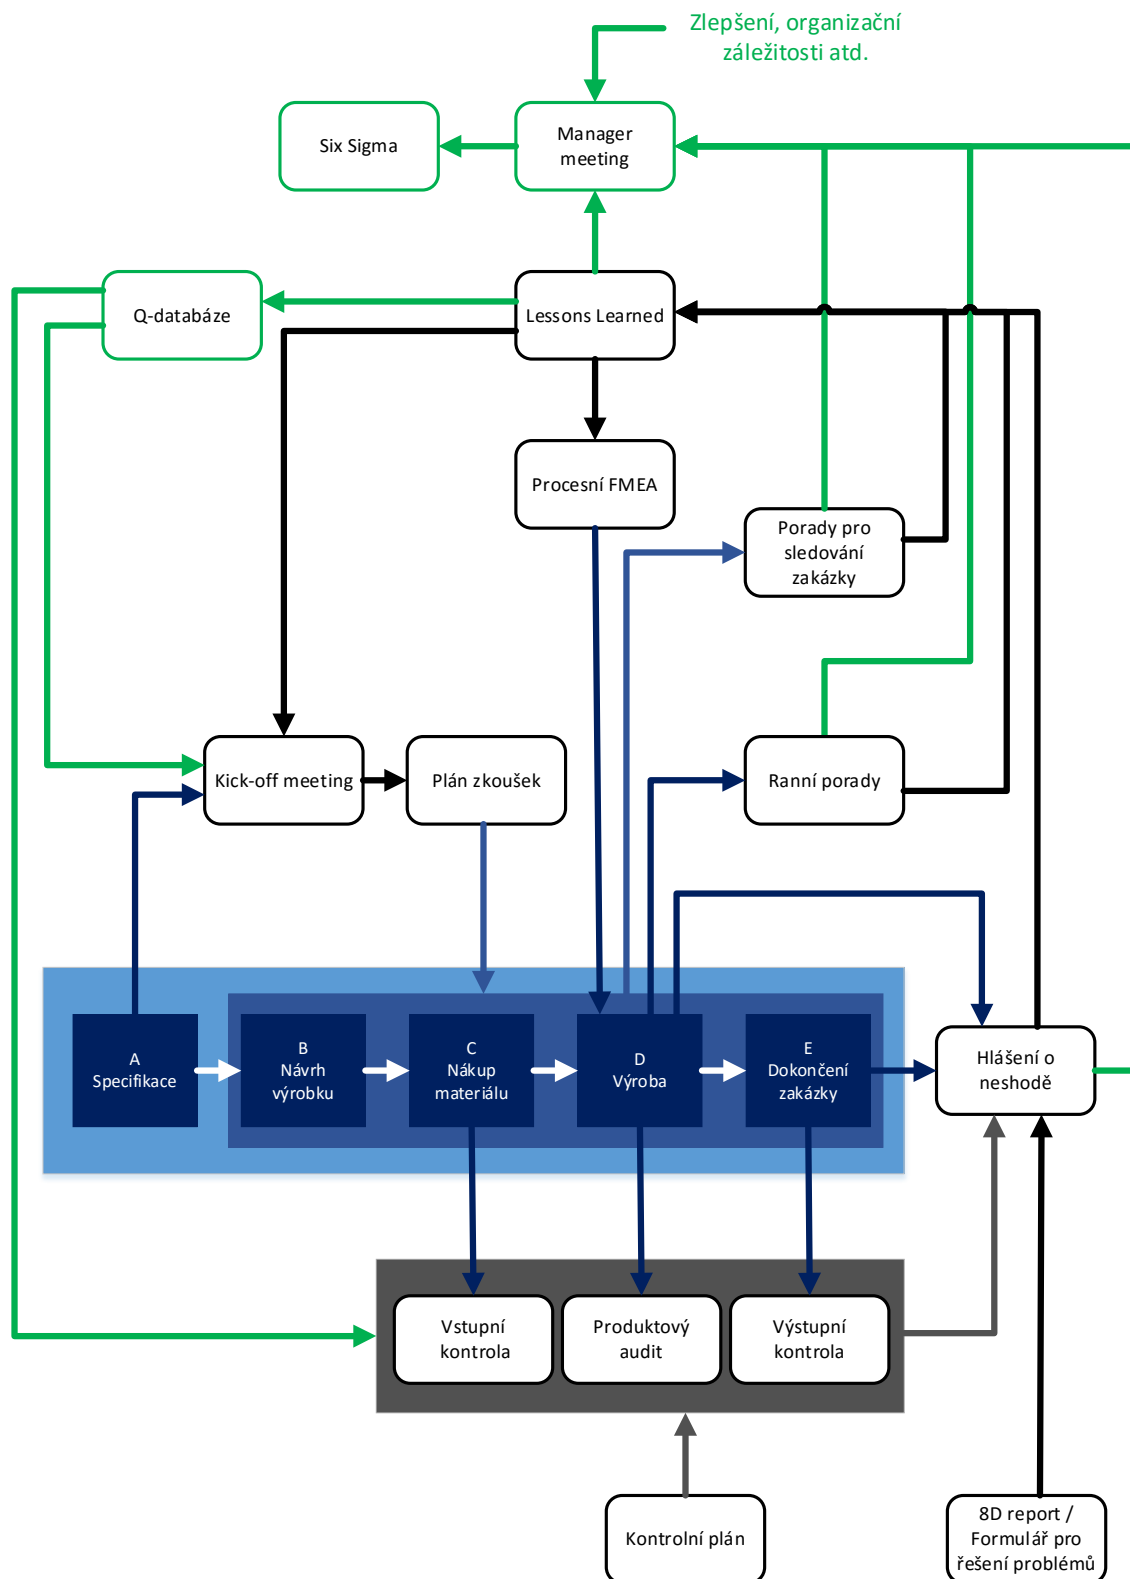 Zlepšení, organizační
záležitosti atd.
Six Sigma
Manager
meeting
Q-databáze
Lessons Learned
Procesní FMEA
Porady pro
sledování
zakázky
Kick-off meeting
Plán zkoušek
Ranní porady
A
Specifikace
B
Návrh
výrobku
C
Nákup
materiálu
D
Výroba
E
Dokončení
zakázky
Hlášení o
neshodě
Vstupní
kontrola
Produktový
audit
Výstupní
kontrola
Kontrolní plán
8D report /
Formulář pro
řešení problémů